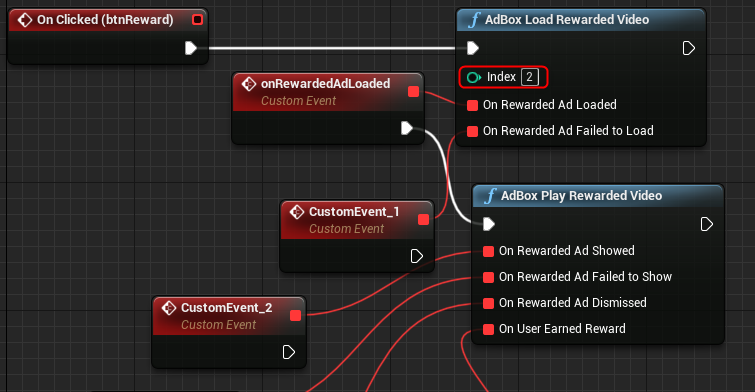 On Clicked (btnReward)
AdBox Load Rewarded Video
Index 2
On Rewarded Ad Loaded
On Rewarded Ad Failed to Load
onRewardedAdLoaded
Custom Event
AdBox Play Rewarded Video
On Rewarded Ad Showed
On Rewarded Ad Failed to Show
On Rewarded Ad Dismissed
On User Earned Reward
CustomEvent_1
Custom Event
CustomEvent_2
Custom Event